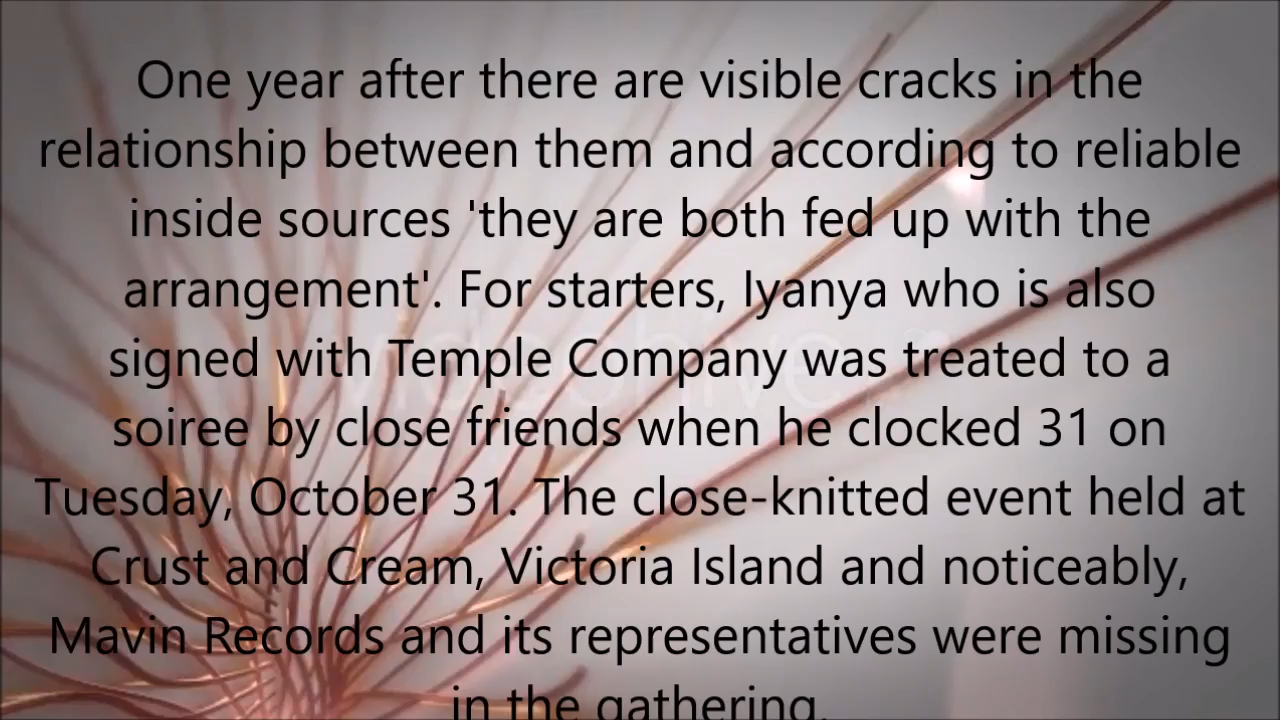 One year after there are visible cracks in the
relationship between them and according to reliable
inside sources 'they are both fed up with the
arrangement'. For starters, Iyanya who is also
signed with Temple Company was treated to a
soiree by close friends when he clocked 31 on
Tuesday, October 31. The close-knitted event held at
Crust and Cream, Victoria Island and noticeably,
Mavin Records and its representatives were missing
in the gathering.
videohive